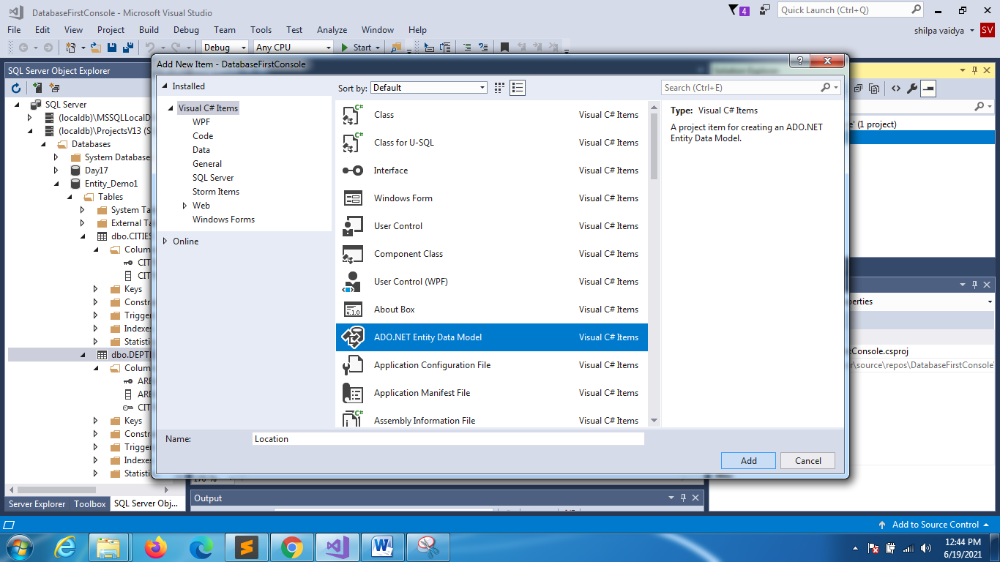 DatabaseFirstConsole - Microsoft Visual Studio
4
Quick Launch (Ctrl+Q)
File Edit View Project Build Debug Team Tools Test Analyze Window Help
shilpa vaidya
SV
Debug Any CPU Start
SQL Server Object Explorer
SQL Server
(localdb)\MSSQLLocalD
(localdb)\ProjectsV13 (S
Databases
System Database
Day17
Entity_Demo1
Tables
System Ta
External Ta
dbo.CITIES
Colum
CIT
CIT
Keys
Constr
Trigger
Indexes
Statisti
dbo.DEPT
Colum
ARE
ARE
CIT
Keys
Constr
Trigger
Indexes
Statisti
Server Explorer Toolbox SQL Server Obj...
Add New Item - DatabaseFirstConsole
Installed
Visual C# Items
WPF
Code
Data
General
SQL Server
Storm Items
Web
Windows Forms
Online
Sort by: Default
Search (Ctrl+E)
Class Visual C# Items
Class for U-SQL Visual C# Items
Interface Visual C# Items
Windows Form Visual C# Items
User Control Visual C# Items
Component Class Visual C# Items
User Control (WPF) Visual C# Items
About Box Visual C# Items
ADO.NET Entity Data Model Visual C# Items
Application Configuration File Visual C# Items
Application Manifest File Visual C# Items
Assembly Information File Visual C# Items
Type: Visual C# Items
A project item for creating an ADO.NET
Entity Data Model.
Name: Location
Add Cancel
e' (1 project)
erties
tConsole.csproj
r\source\repos\DatabaseFirstConsole\
Output
Add to Source Control
12:44 PM
6/19/2021